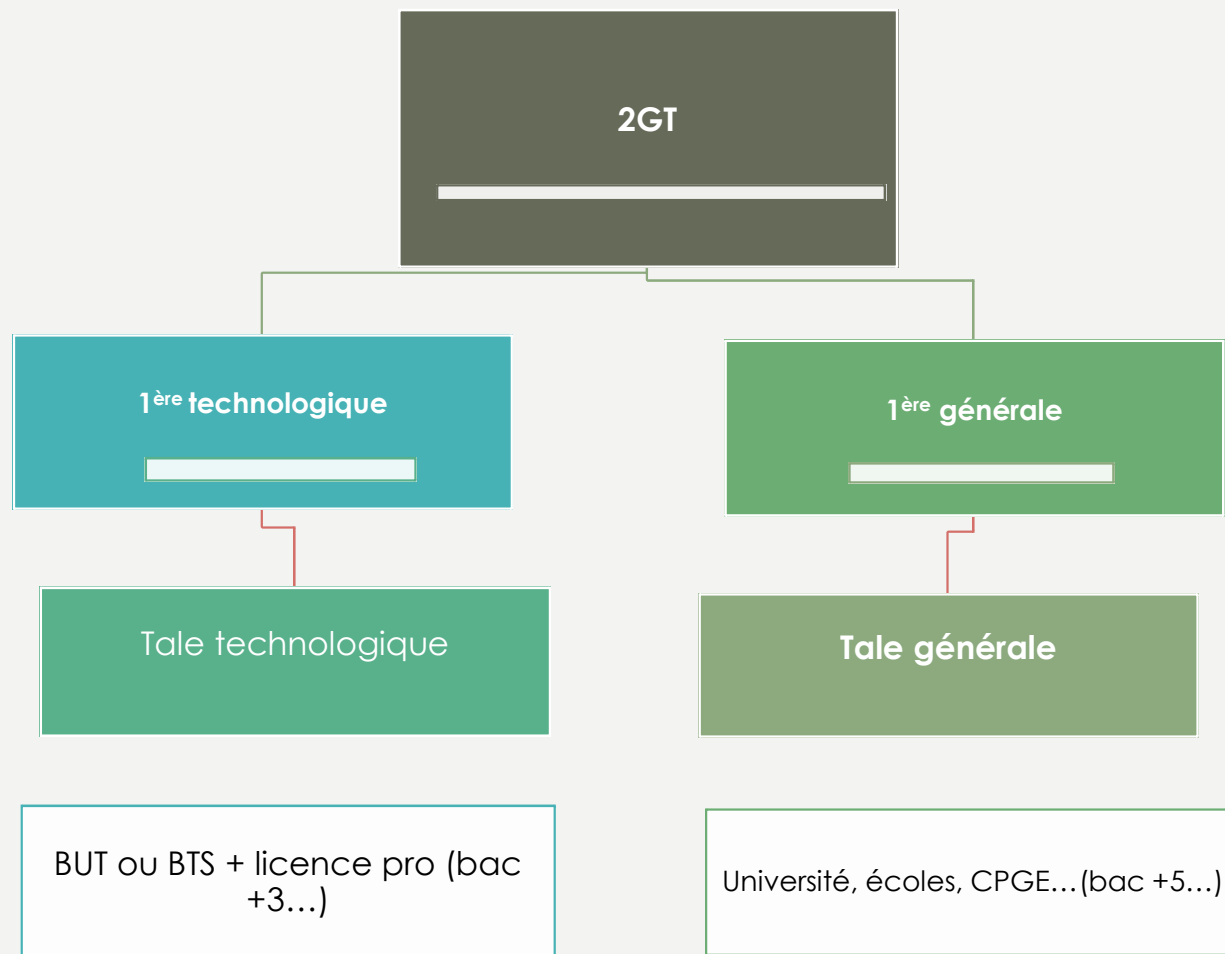 2GT
1ère technologique
1ère générale
Tale technologique
Tale générale
BUT ou BTS + licence pro (bac
+3…)
Université, écoles, CPGE…(bac +5…)